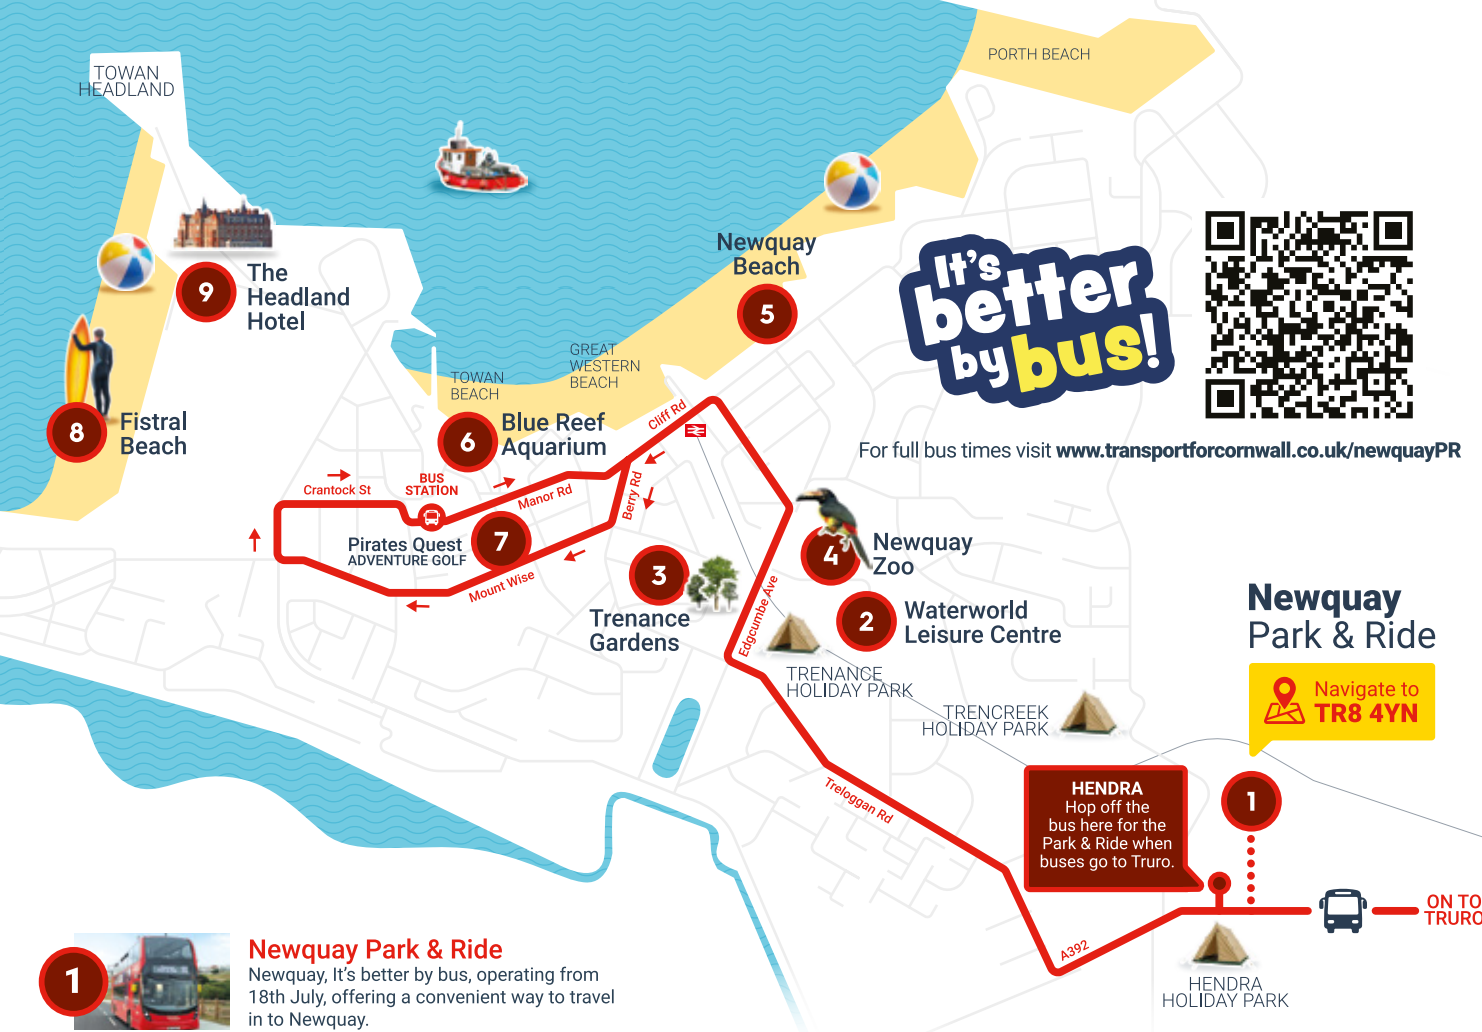 TOWAN
HEADLAND
PORTH BEACH
9
The
Headland
Hotel
Newquay
Beach
5
It's
better
by bus!
GREAT
WESTERN
BEACH
TOWAN
BEACH
8
Fistral
Beach
6
Blue Reef
Aquarium
Cliff Rd
For full bus times visit www.transportforcornwall.co.uk/newquayPR
Crantock St
BUS
STATION
Manor Rd
Berry Rd
Pirates Quest
ADVENTURE GOLF
7
Mount Wise
3
Trenance
Gardens
Edgcumbe Ave
4
Newquay
Zoo
2
Waterworld
Leisure Centre
TRENANCE
HOLIDAY PARK
TRENCREEK
HOLIDAY PARK
Newquay
Park & Ride
Navigate to
TR8 4YN
Treloggan Rd
HENDRA
Hop off the
bus here for the
Park & Ride when
buses go to Truro.
1
ON TO
TRURO
A392
HENDRA
HOLIDAY PARK
1
Newquay Park & Ride
Newquay, It's better by bus, operating from
18th July, offering a convenient way to travel
in to Newquay.